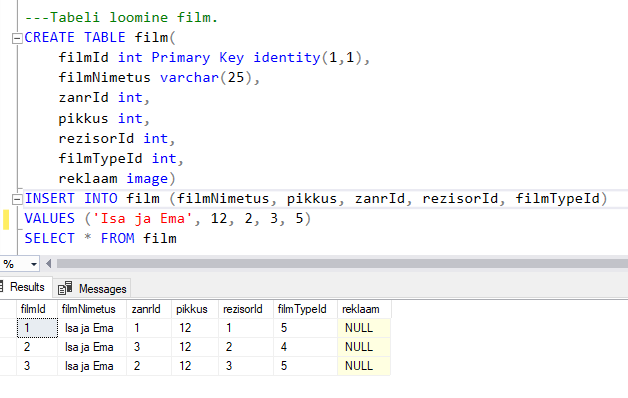 ---Tabeli loomine film.
CREATE TABLE film(
filmId int Primary Key identity(1,1),
filmNimetus varchar(25),
zanrId int,
pikkus int,
rezisorId int,
filmTypeId int,
reklaam image)
INSERT INTO film (filmNimetus, pikkus, zanrId, rezisorId, filmTypeId)
VALUES ('Isa ja Ema', 12, 2, 3, 5)
SELECT * FROM film
%
Results Messages
filmId filmNimetus zanrId pikkus rezisorId filmTypeId reklaam
1 Isa ja Ema 1 12 1 5 NULL
2 Isa ja Ema 3 12 2 4 NULL
3 Isa ja Ema 2 12 3 5 NULL